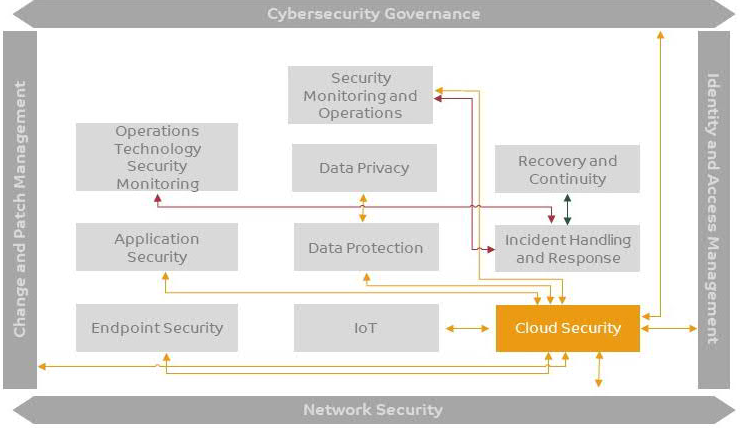 Cybersecurity Governance
Change and Patch Management
Identity and Access Management
Security
Monitoring and
Operations
Operations
Technology
Security
Monitoring
Data Privacy
Recovery and
Continuity
Application
Security
Data Protection
Incident Handling
and Response
Endpoint Security
IoT
Cloud Security
Network Security